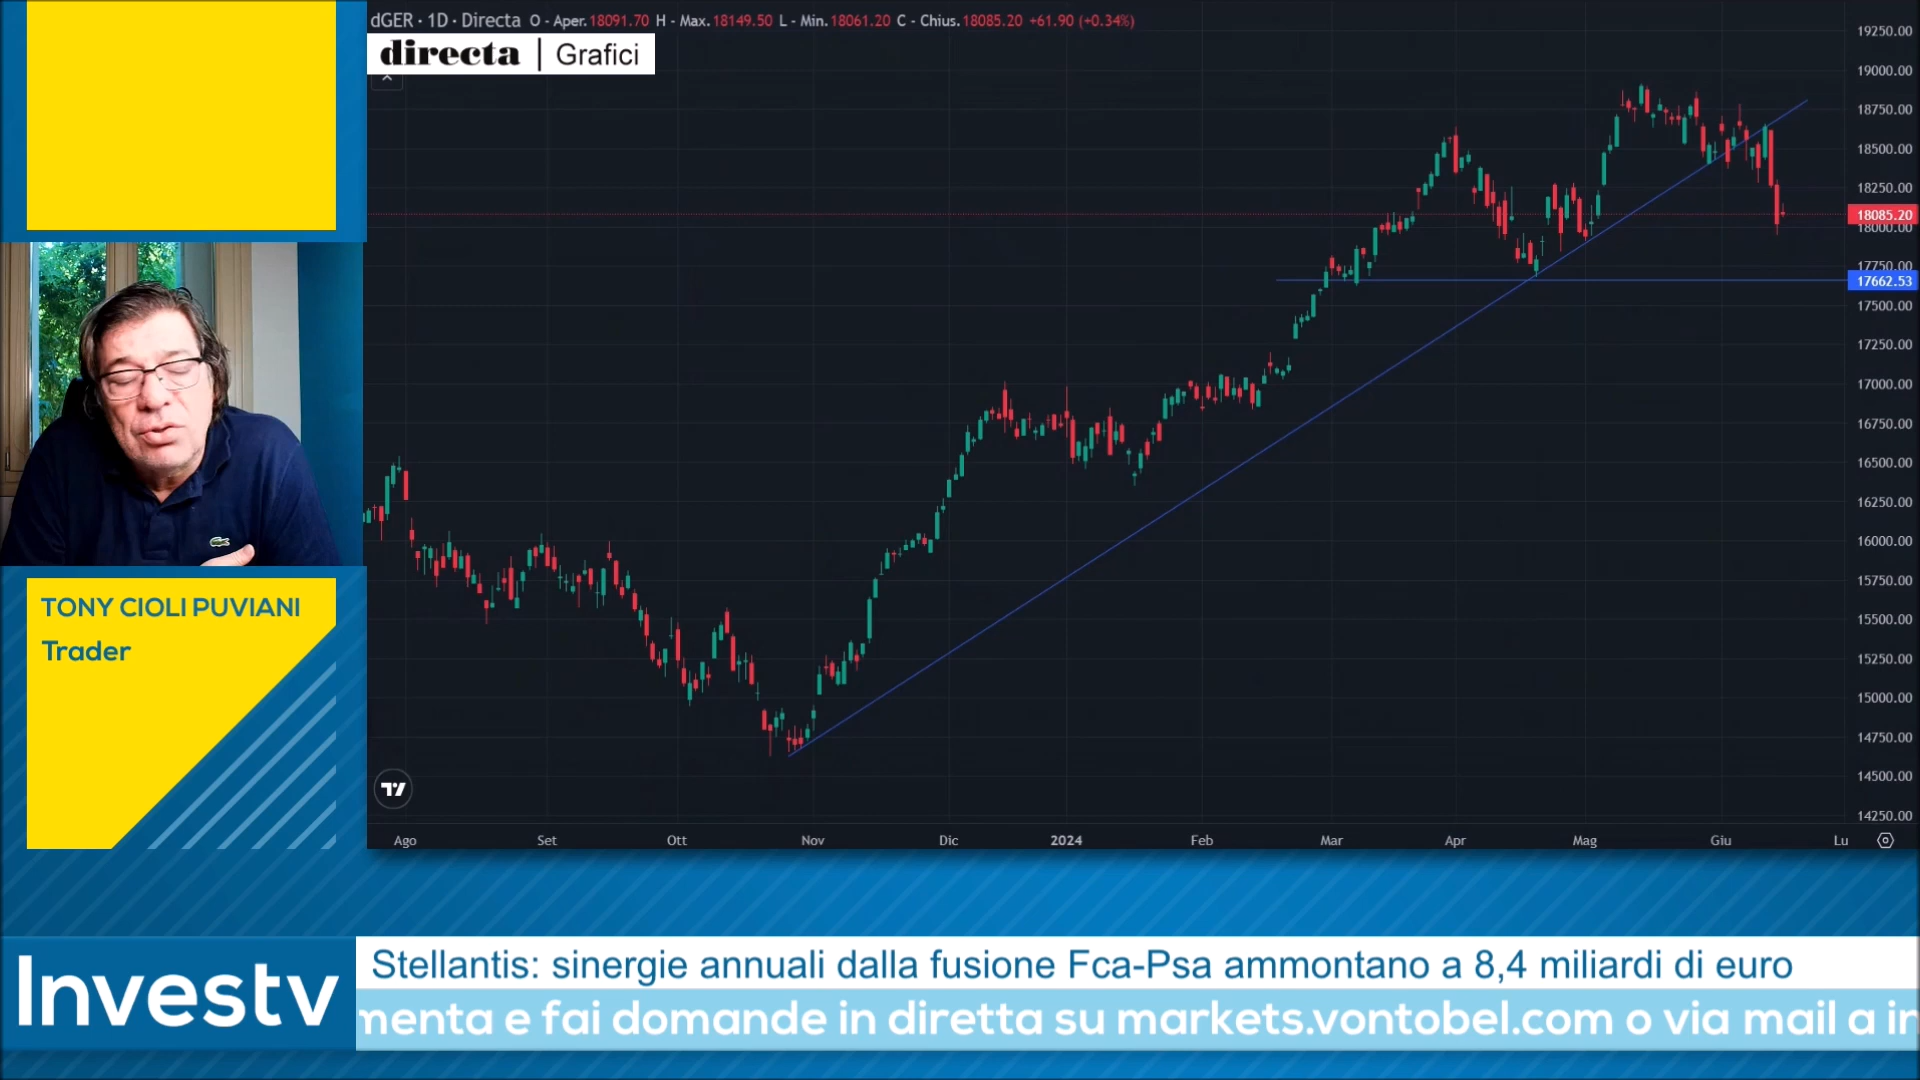 dGER · 1D · Directa O - Aper. 18091.70 H - Max. 18149.50 L - Min. 18061.20 C - Chius. 18085.20 +61.90 (+0.34%)
directa | Grafici
19250.00
19000.00
18750.00
18500.00
18250.00
18085.20
18000.00
17750.00
17662.53
17500.00
17250.00
17000.00
16750.00
16500.00
16250.00
16000.00
15750.00
15500.00
15250.00
15000.00
14750.00
14500.00
14250.00
Ago Set Ott Nov Dic 2024 Feb Mar Apr Mag Giu Lu
TONY CIOLI PUVIANI
Trader
Investv
Stellantis: sinergie annuali dalla fusione Fca-Psa ammontano a 8,4 miliardi di euro
menta e fai domande in diretta su markets.vontobel.com o via mail a in